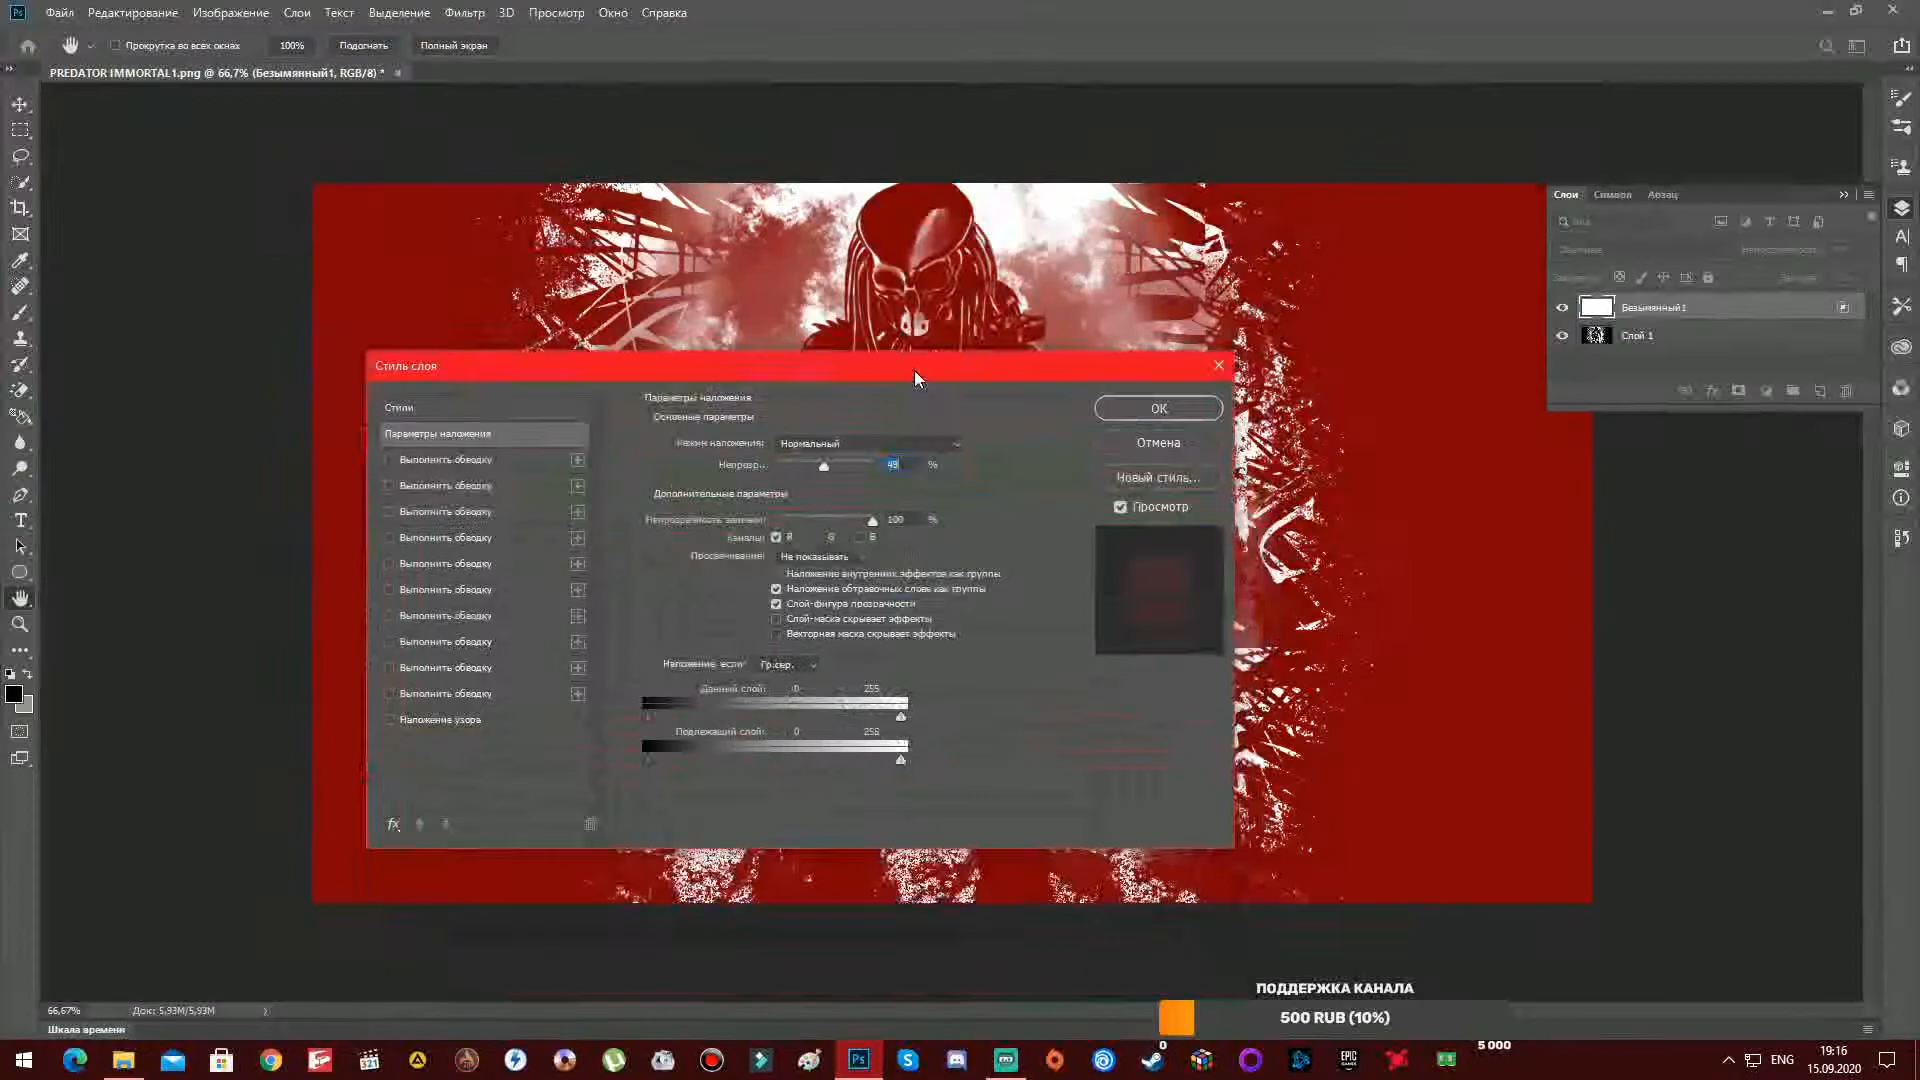 Файл Редактирование Изображение Слои Текст Выделение Фильтр 3D Просмотр Окно Справка
Прокрутка во всех окнах 100% Подогнать Полный экран
PREDATOR IMMORTAL1.png @ 66,7% (Безымянный1, RGB/8) *
Слои Символ Абзац
Безымянный1
Слой 1
Стиль слоя
Стили
Параметры наложения
Выполнить обводку
Выполнить обводку
Выполнить обводку
Выполнить обводку
Выполнить обводку
Выполнить обводку
Выполнить обводку
Выполнить обводку
Выполнить обводку
Выполнить обводку
Наложение узора
fx
Параметры наложения
Основные параметры
Режим наложения: Нормальный
Непрозр.: 49 %
Дополнительные параметры
Непрозрачность заливки: 100 %
Каналы: R G B
Просвечивание: Не показывать
Наложение внутренних эффектов как группы
Наложение обтравочных слоев как группы
Слой-фигура прозрачности
Слой-маска скрывает эффекты
Векторная маска скрывает эффекты
Наложение если: Гр.сер.
Данный слой: 0 255
Подлежащий слой: 0 255
ОК
Отмена
Новый стиль...
Просмотр
66,67% Док: 5,93M/5,93M
Шкала времени
ПОДДЕРЖКА КАНАЛА
500 RUB (10%)
0 5 000
ENG
19:16
15.09.2020